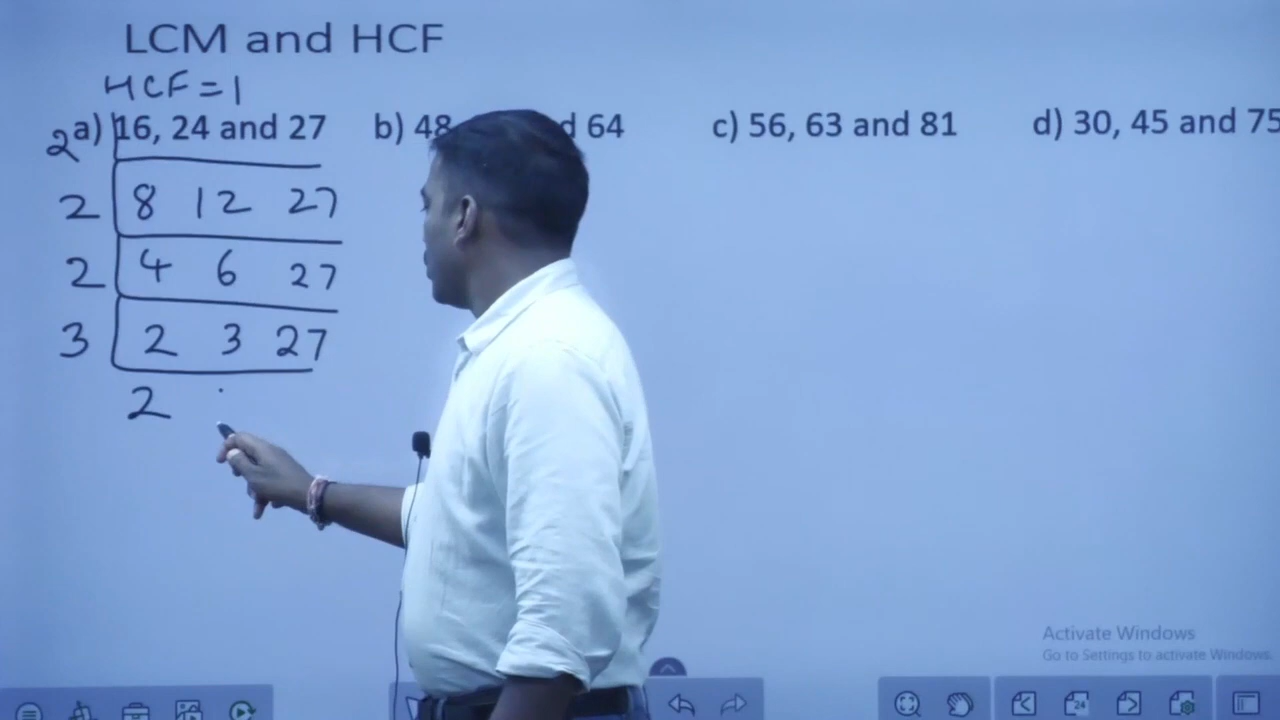 LCM and HCF
HCF = 1
2 a) 16, 24 and 27 b) 48 d 64 c) 56, 63 and 81 d) 30, 45 and 75
2 8 12 27
2 4 6 27
3 2 3 27
2
Activate Windows
Go to Settings to activate Windows.
24